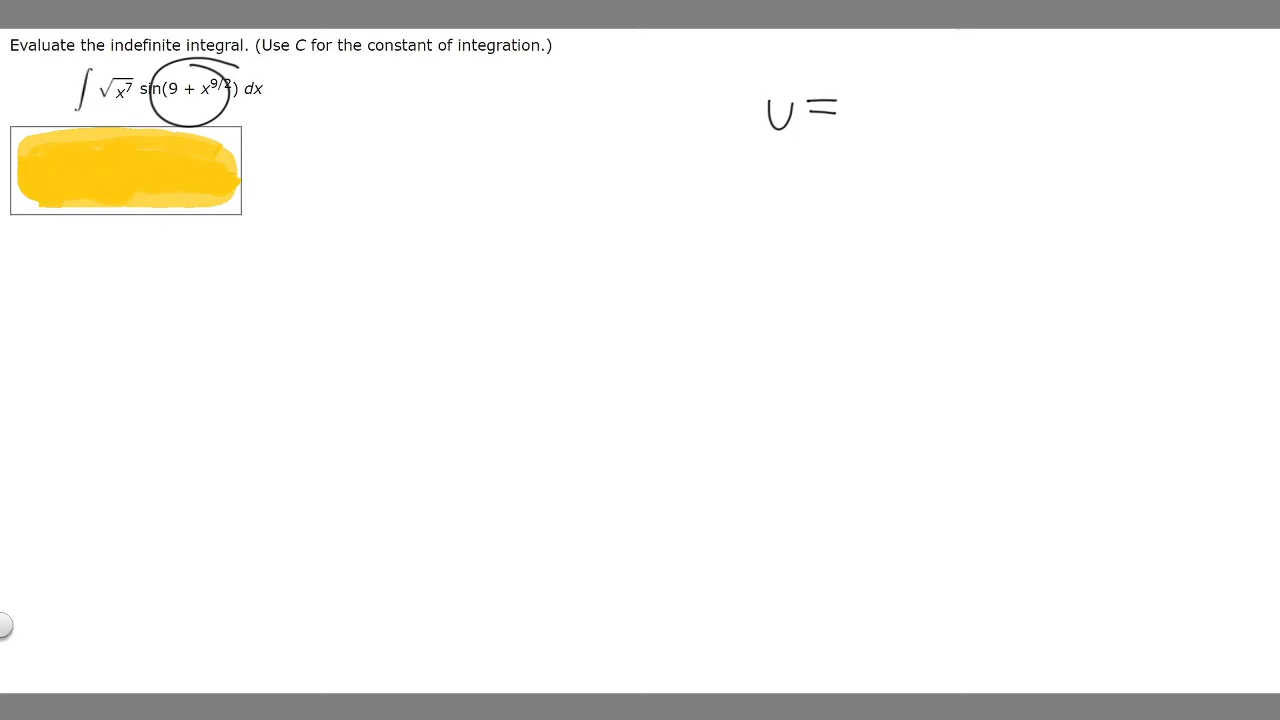 Evaluate the indefinite integral. (Use C for the constant of integration.)
∫ √x⁷ sin(9 + x^9/2) dx
u =